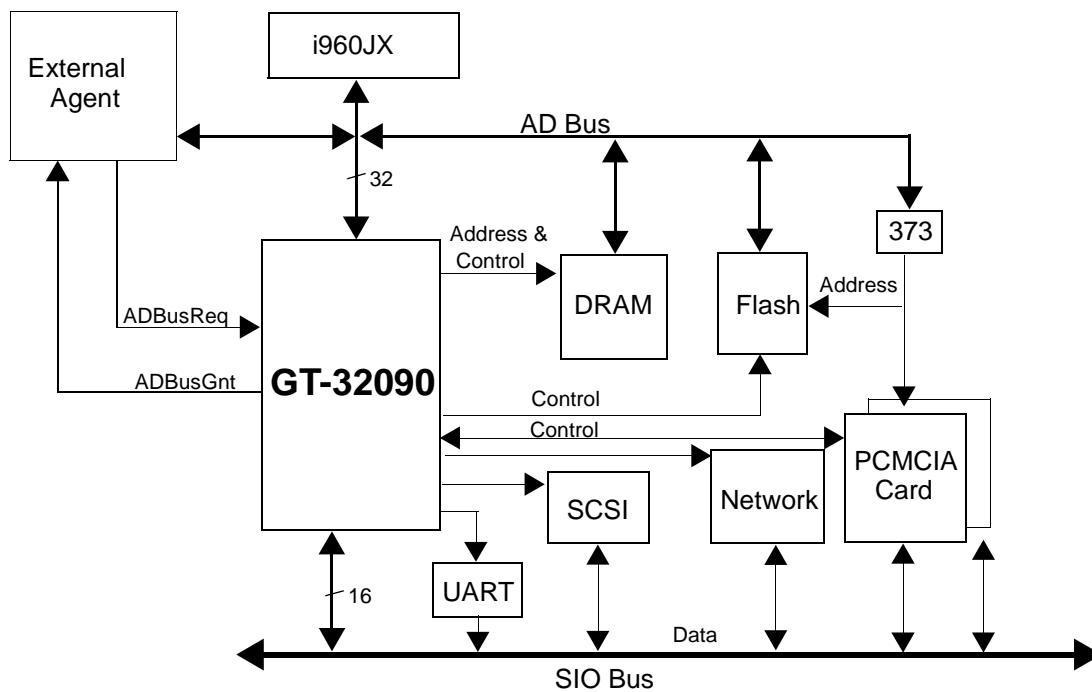 i960JX
External
Agent
AD Bus
32
373
Address &
Control
DRAM
Flash
Address
ADBusReq
ADBusGnt
GT-32090
Control
Control
PCMCIA
Card
SCSI
Network
UART
16
Data
SIO Bus